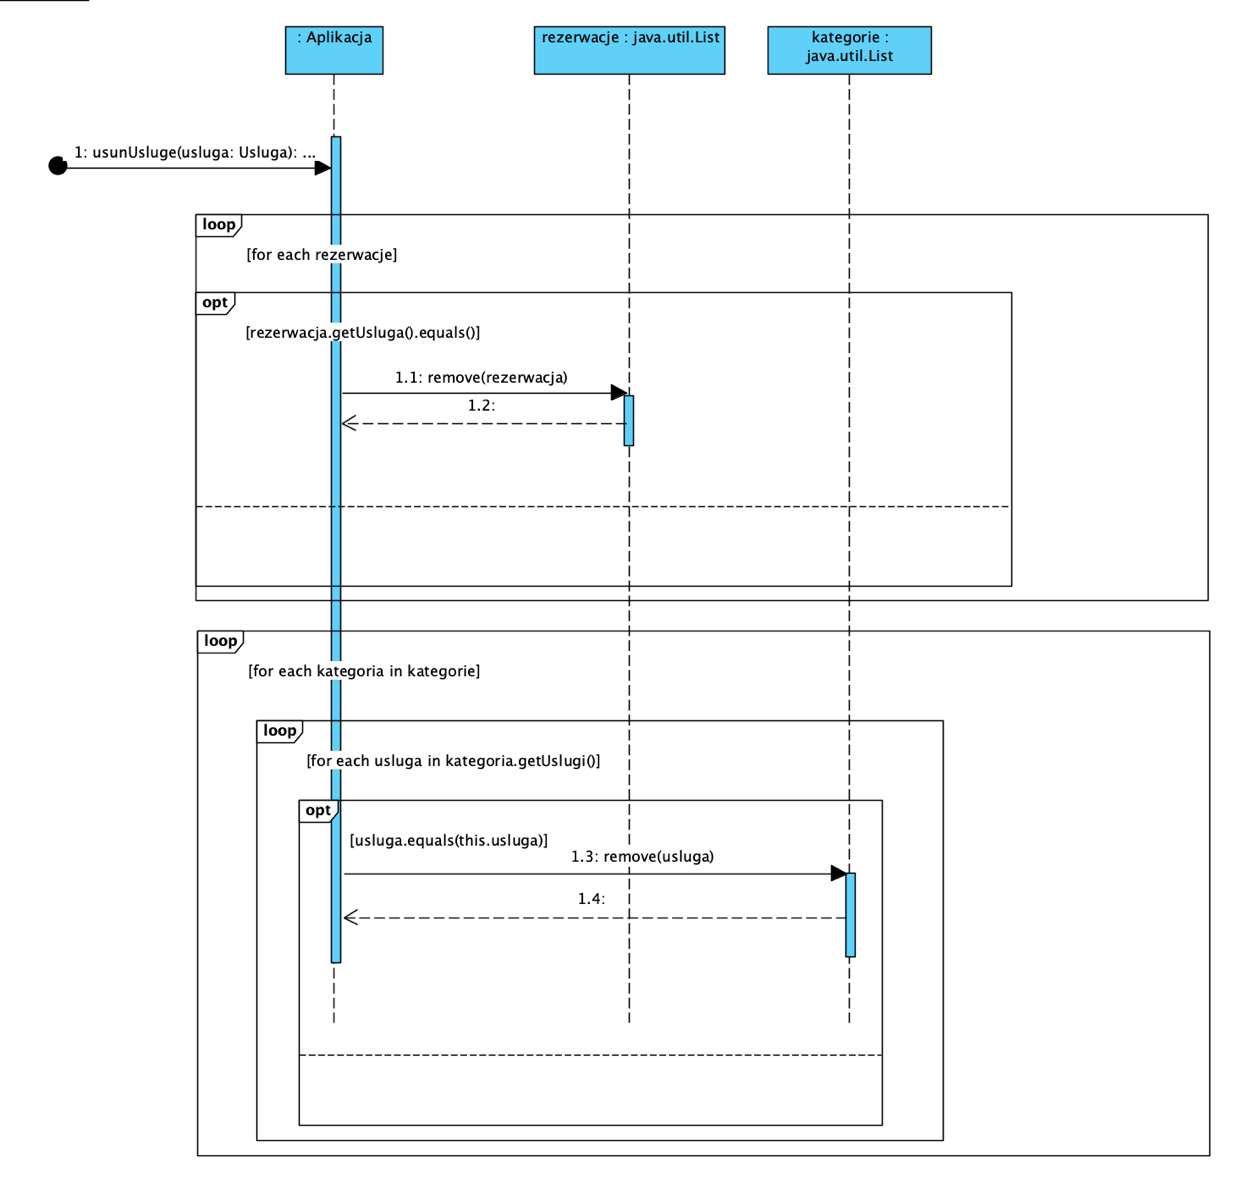 : Aplikacja
rezerwacje : java.util.List
kategorie :
java.util.List
1: usunUsluge(usluga: Usluga): ...
loop
[for each rezerwacje]
opt
[rezerwacja.getUsluga().equals()]
1.1: remove(rezerwacja)
1.2:
loop
[for each kategoria in kategorie]
loop
[for each usluga in kategoria.getUslugi()]
opt
[usluga.equals(this.usluga)]
1.3: remove(usluga)
1.4: